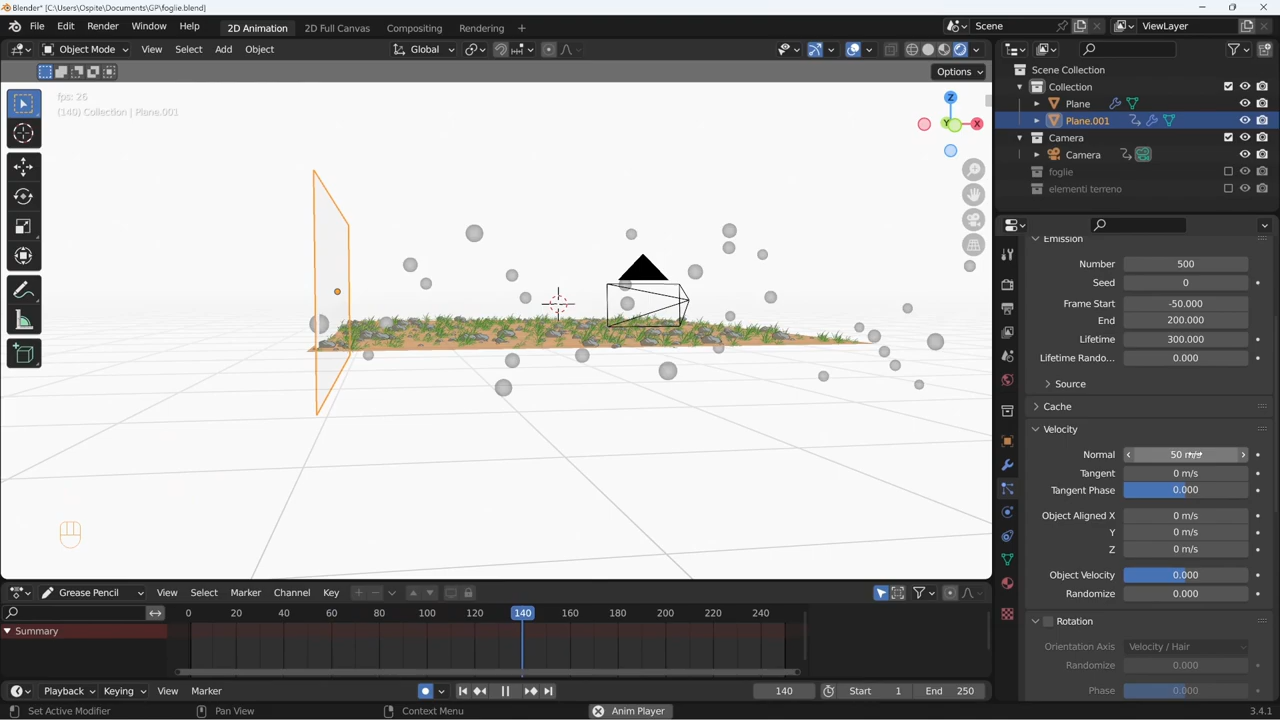 Blender* [C:\Users\Ospite\Documents\GP\foglie.blend]
File Edit Render Window Help 2D Animation 2D Full Canvas Compositing Rendering Scene ViewLayer
Object Mode View Select Add Object Global
Options
fps: 26
(140) Collection | Plane.001
Z
Y
X
Scene Collection
Collection
Plane
Plane.001
Camera
Camera
foglie
elementi terreno
Emission
Number 500
Seed 0
Frame Start -50.000
End 200.000
Lifetime 300.000
Lifetime Rando... 0.000
Source
Cache
Velocity
Normal 50 m/s
Tangent 0 m/s
Tangent Phase 0.000
Object Aligned X 0 m/s
Y 0 m/s
Z 0 m/s
Object Velocity 0.000
Randomize 0.000
Rotation
Orientation Axis Velocity / Hair
Randomize 0.000
Phase 0.000
Grease Pencil View Select Marker Channel Key
0 20 40 60 80 100 120 140 160 180 200 220 240
Summary
Playback Keying View Marker 140 Start 1 End 250
Set Active Modifier Pan View Context Menu Anim Player 3.4.1